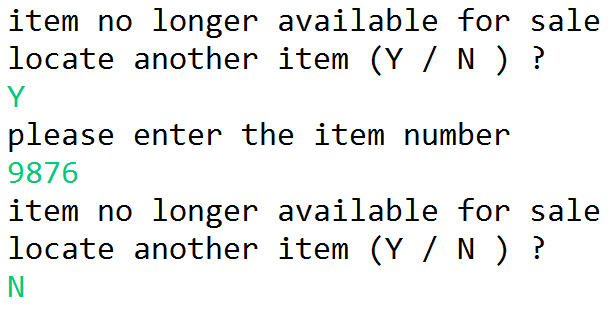 item no longer available for sale
locate another item (Y / N ) ?
Y
please enter the item number
9876
item no longer available for sale
locate another item (Y / N ) ?
N